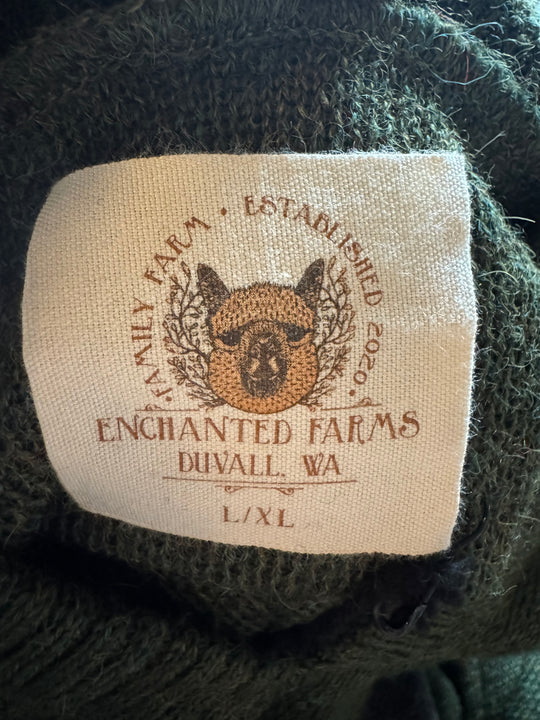 FAMILY FARM • ESTABLISHED 2020
ENCHANTED FARMS
DUVALL, WA
L/XL